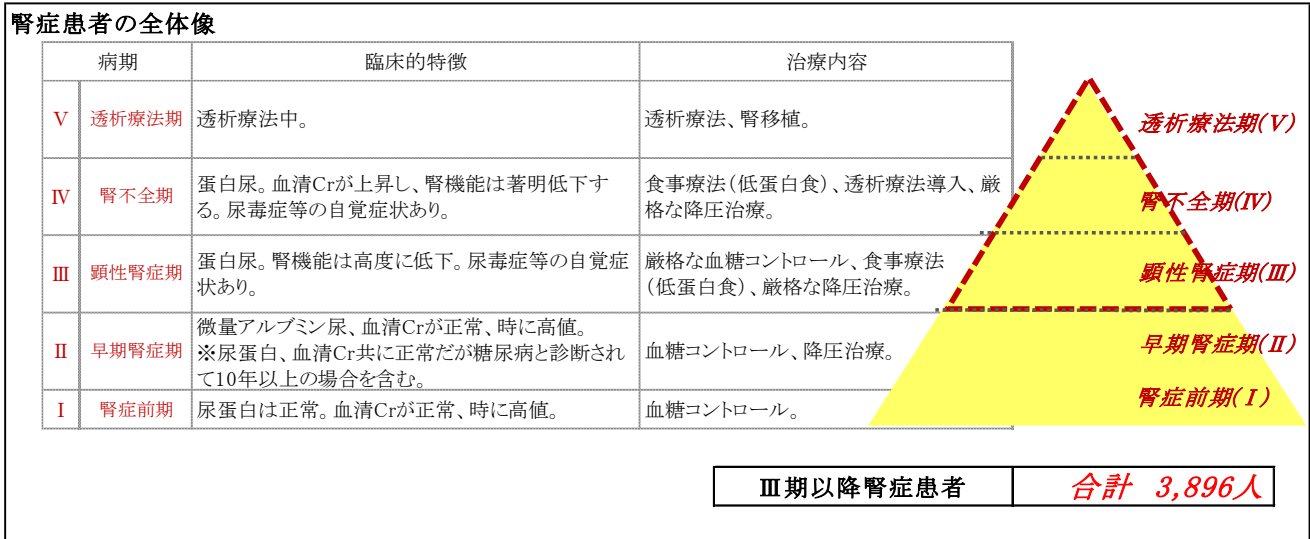 腎症患者の全体像
病期 臨床的特徴 治療内容
Ⅴ 透析療法期 透析療法中。 透析療法、腎移植。
Ⅳ 腎不全期 蛋白尿。血清Crが上昇し、腎機能は著明低下す
る。尿毒症等の自覚症状あり。
食事療法(低蛋白食)、透析療法導入、厳
格な降圧治療。
Ⅲ 顕性腎症期 蛋白尿。腎機能は高度に低下。尿毒症等の自覚症
状あり。
厳格な血糖コントロール、食事療法
(低蛋白食)、厳格な降圧治療。
Ⅱ 早期腎症期 微量アルブミン尿、血清Crが正常、時に高値。
※尿蛋白、血清Cr共に正常だが糖尿病と診断され
て10年以上の場合を含む。
血糖コントロール、降圧治療。
Ⅰ 腎症前期 尿蛋白は正常。血清Crが正常、時に高値。 血糖コントロール。
透析療法期(Ⅴ)
腎不全期(Ⅳ)
顕性腎症期(Ⅲ)
早期腎症期(Ⅱ)
腎症前期(Ⅰ)
Ⅲ期以降腎症患者 合計 3,896人